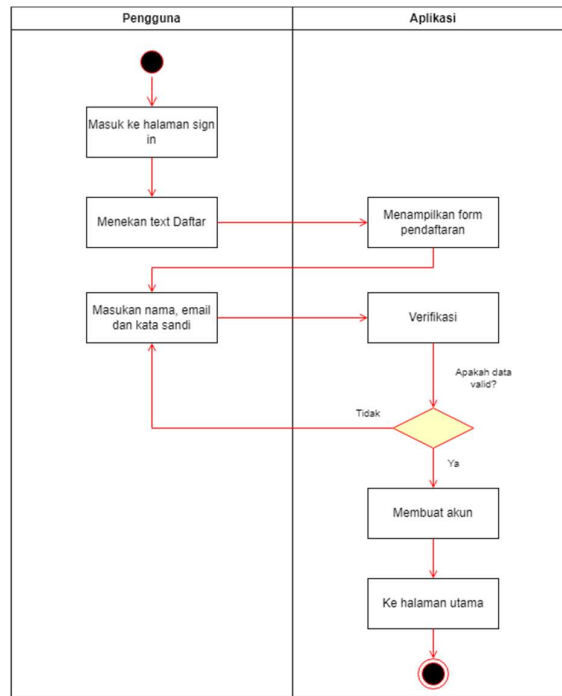 Pengguna
Aplikasi
Masuk ke halaman sign
in
Menekan text Daftar
Menampilkan form
pendaftaran
Masukan nama, email
dan kata sandi
Verifikasi
Apakah data
valid?
Tidak
Ya
Membuat akun
Ke halaman utama